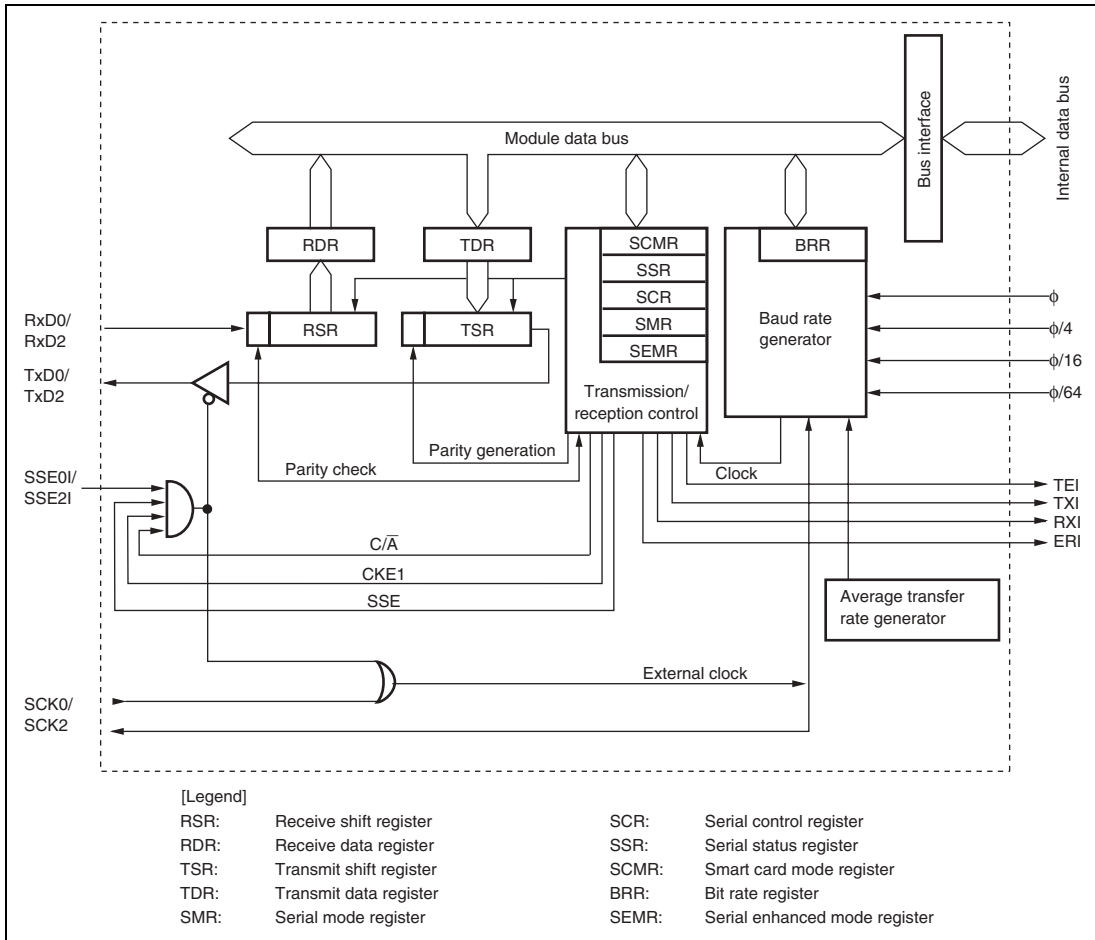 Module data bus
Bus interface
Internal data bus
RDR
TDR
SCMR
SSR
SCR
SMR
SEMR
BRR
RxD0/
RxD2
RSR
TSR
Baud rate
generator
ϕ
ϕ/4
ϕ/16
ϕ/64
TxD0/
TxD2
Transmission/
reception control
Parity generation
Parity check
Clock
SSE0I/
SSE2I
TEI
TXI
RXI
ERI
C/A̅
CKE1
SSE
Average transfer
rate generator
External clock
SCK0/
SCK2
[Legend]
RSR: Receive shift register
RDR: Receive data register
TSR: Transmit shift register
TDR: Transmit data register
SMR: Serial mode register
SCR: Serial control register
SSR: Serial status register
SCMR: Smart card mode register
BRR: Bit rate register
SEMR: Serial enhanced mode register